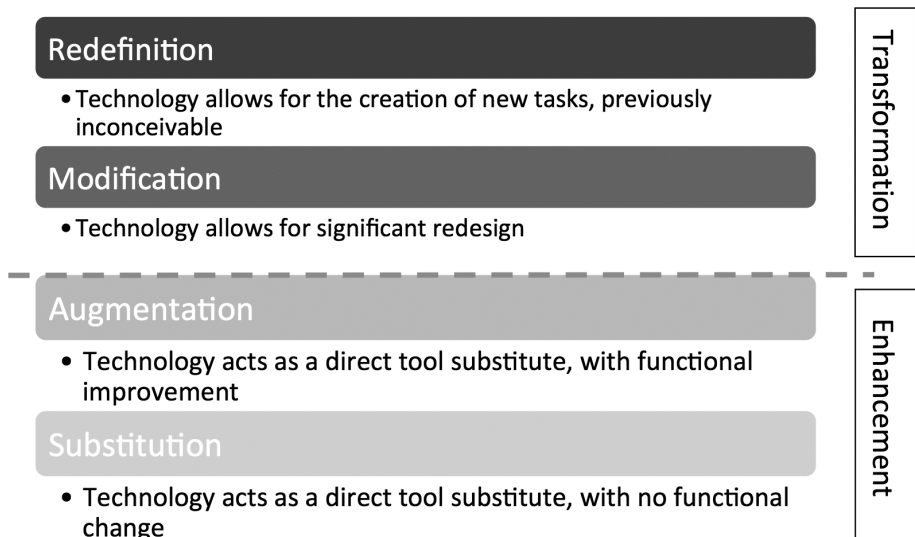 Redefinition
• Technology allows for the creation of new tasks, previously
inconceivable
Modification
• Technology allows for significant redesign
Transformation
Augmentation
• Technology acts as a direct tool substitute, with functional
improvement
Substitution
• Technology acts as a direct tool substitute, with no functional
change
Enhancement